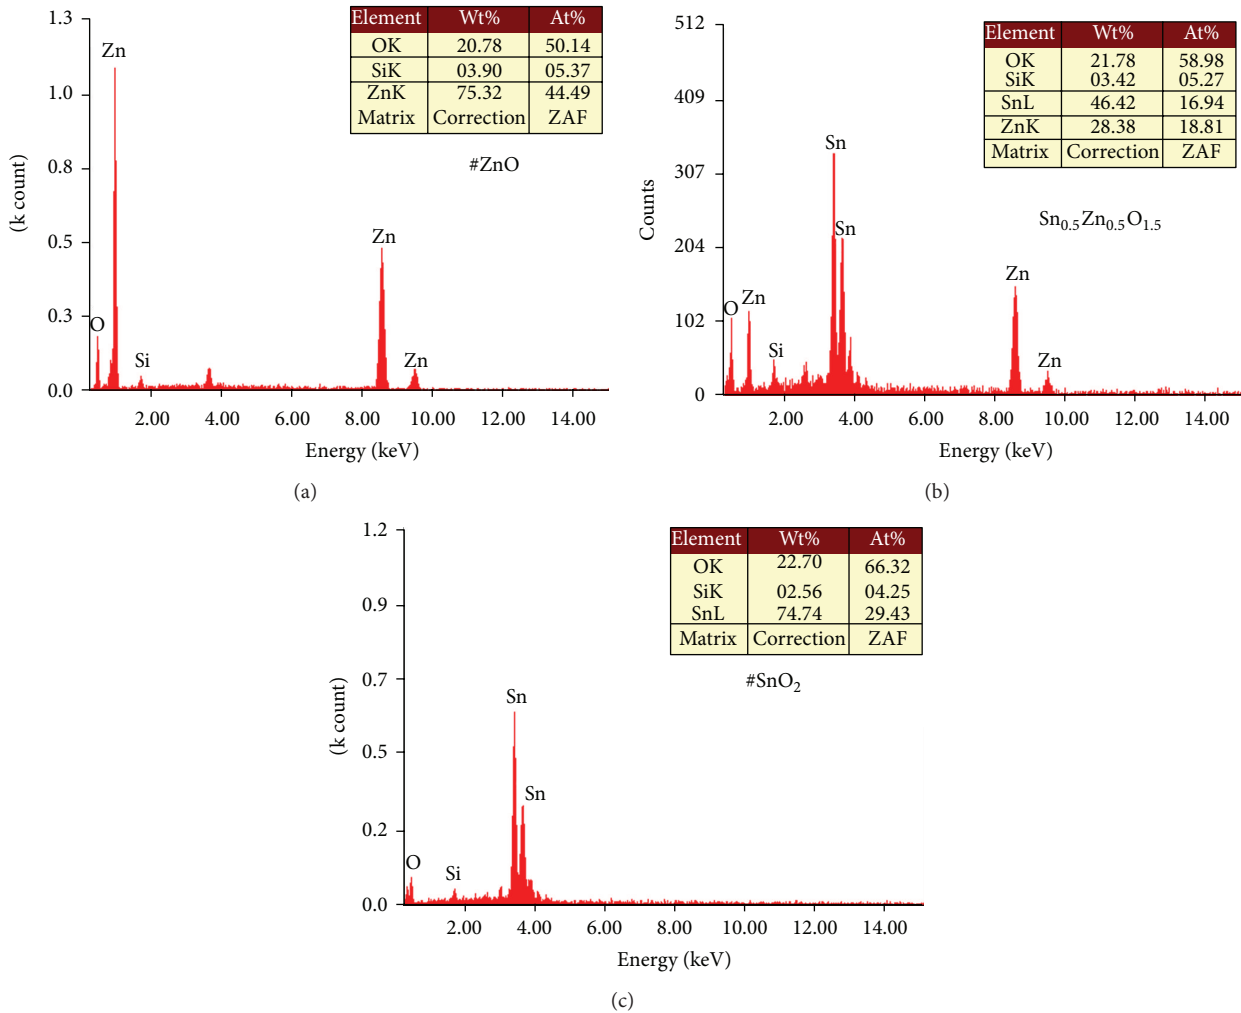 1.3
1.0
0.8
0.5
0.3
0.0
(k count)
Zn
O
Si
Zn
Zn
Element Wt% At%
OK 20.78 50.14
SiK 03.90 05.37
ZnK 75.32 44.49
Matrix Correction ZAF
#ZnO
2.00 4.00 6.00 8.00 10.00 12.00 14.00
Energy (keV)
(a)
512
409
307
204
102
0
Counts
Sn
Sn
O
Zn
Si
Zn
Zn
Element Wt% At%
OK 21.78 58.98
SiK 03.42 05.27
SnL 46.42 16.94
ZnK 28.38 18.81
Matrix Correction ZAF
Sn0.5Zn0.5O1.5
2.00 4.00 6.00 8.00 10.00 12.00 14.00
Energy (keV)
(b)
1.2
0.9
0.7
0.5
0.2
0.0
(k count)
Sn
Sn
O
Si
Element Wt% At%
OK 22.70 66.32
SiK 02.56 04.25
SnL 74.74 29.43
Matrix Correction ZAF
#SnO2
2.00 4.00 6.00 8.00 10.00 12.00 14.00
Energy (keV)
(c)